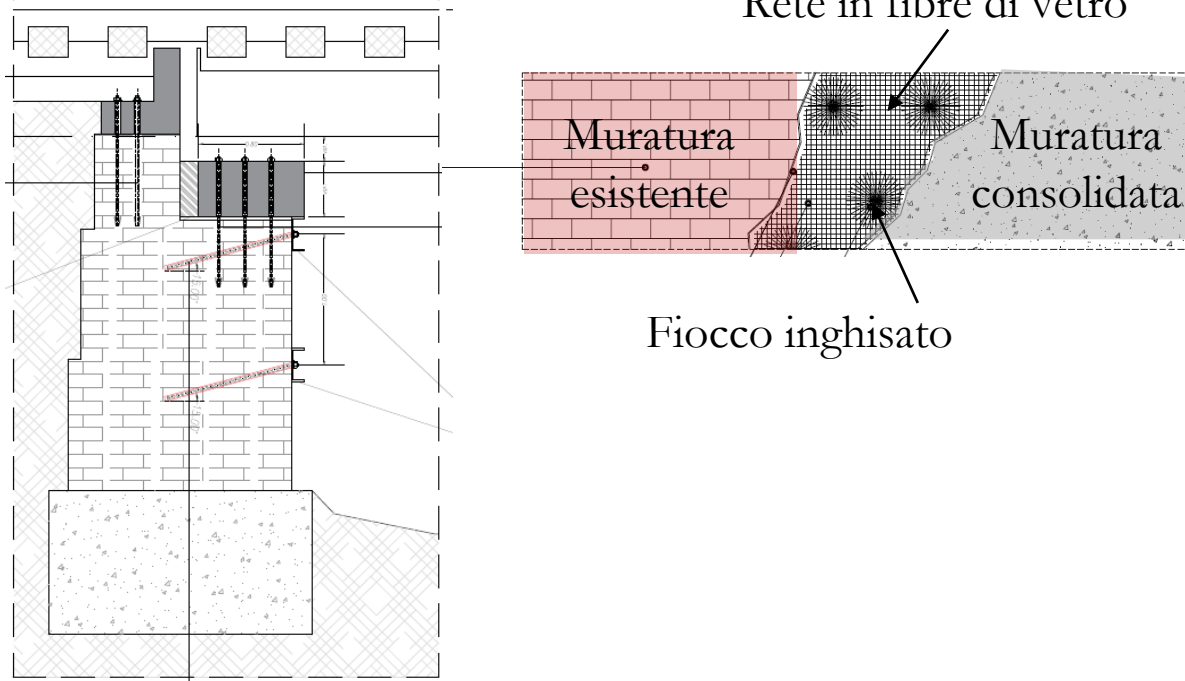 Rete in fibre di vetro
Muratura
esistente
Muratura
consolidata
Fiocco inghisato